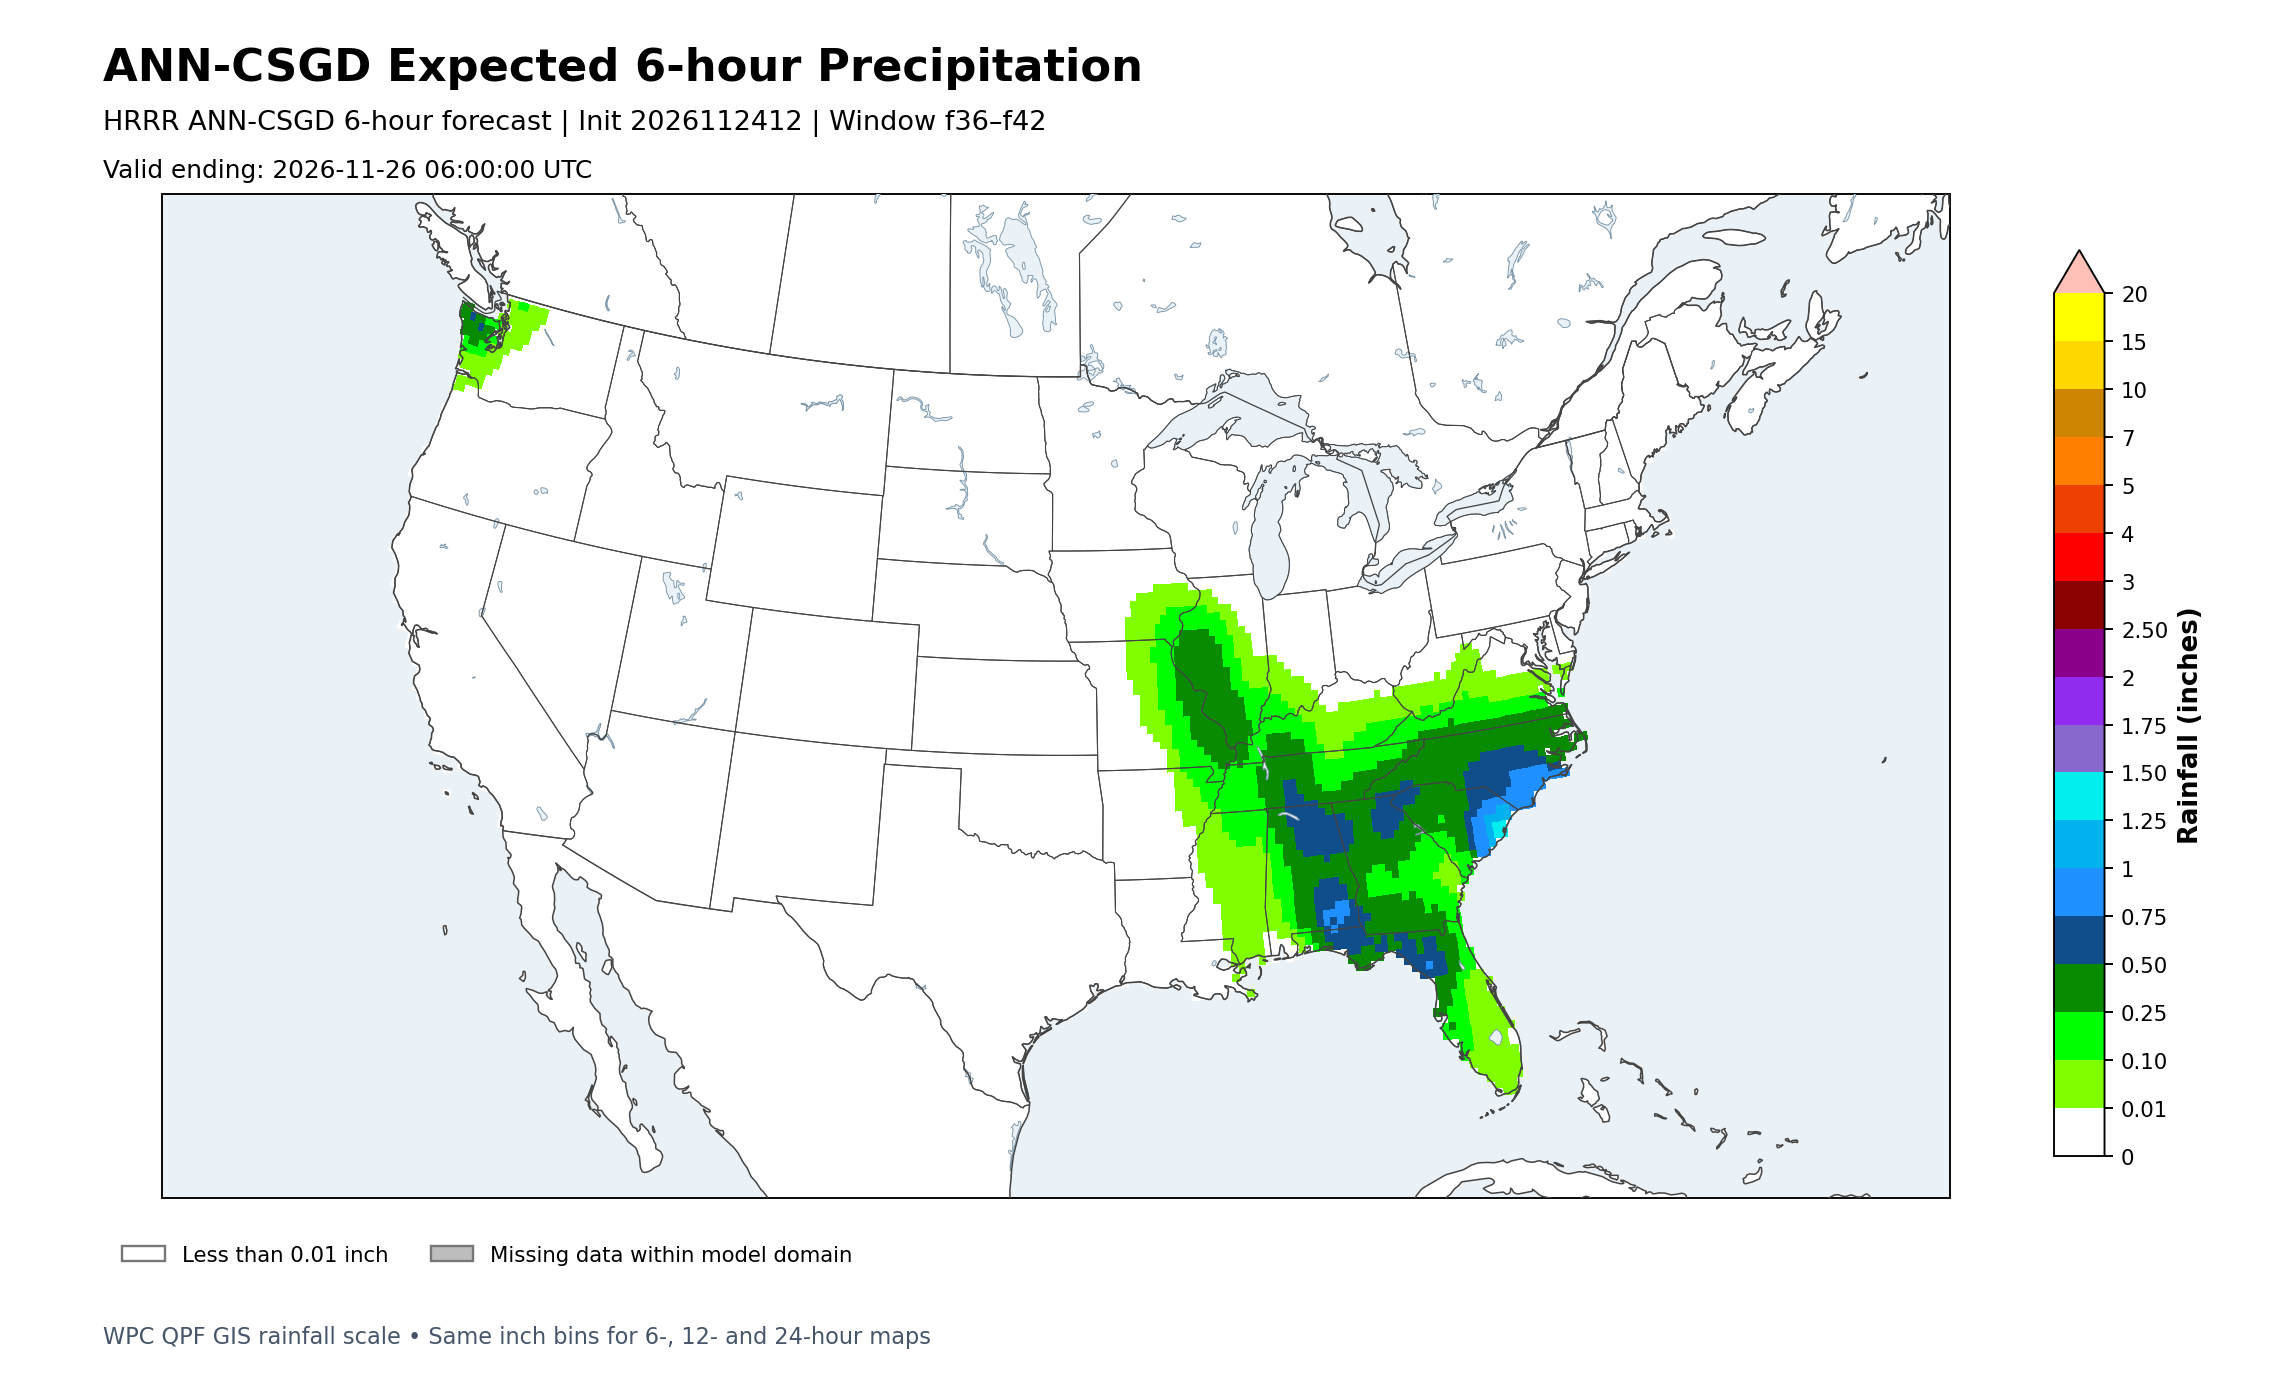 ANN-CSGD Expected 6-hour Precipitation
HRRR ANN-CSGD 6-hour forecast | Init 2026112412 | Window f36–f42
Valid ending: 2026-11-26 06:00:00 UTC
20
15
10
7
5
4
3
2.50
2
1.75
1.50
1.25
1
0.75
0.50
0.25
0.10
0.01
0
Rainfall (inches)
Less than 0.01 inch
Missing data within model domain
WPC QPF GIS rainfall scale • Same inch bins for 6-, 12- and 24-hour maps